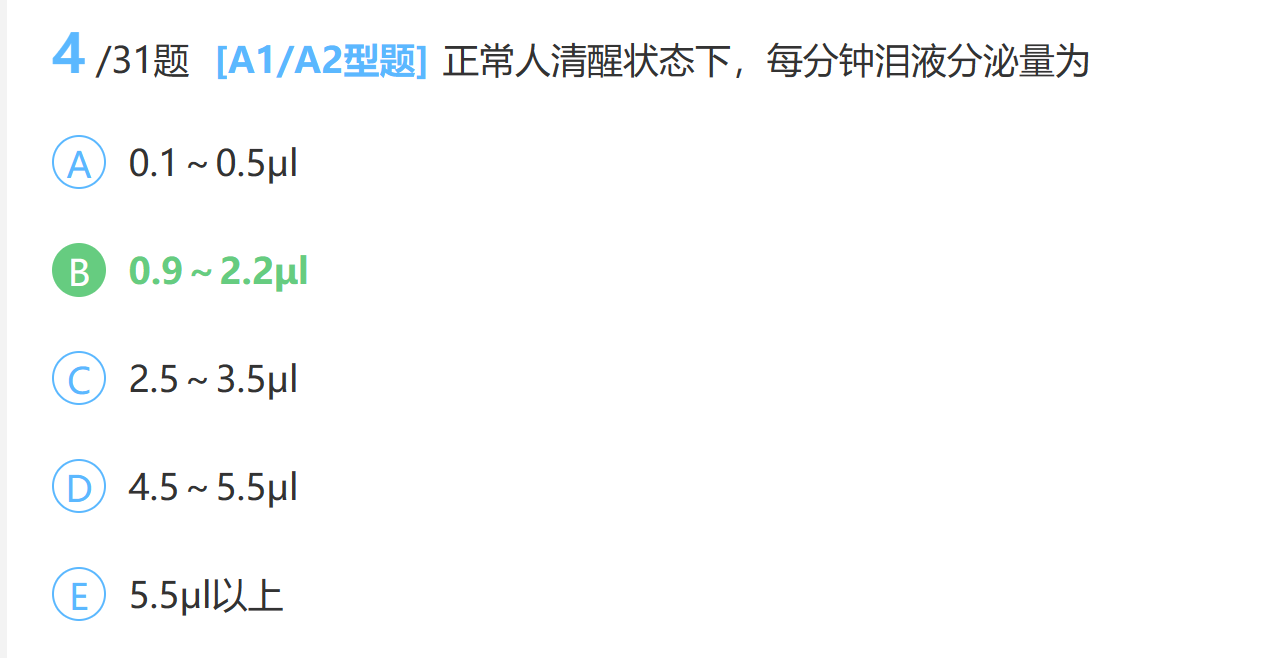 4 /31题 [A1/A2型题] 正常人清醒状态下，每分钟泪液分泌量为
A 0.1～0.5μl
B 0.9～2.2μl
C 2.5～3.5μl
D 4.5～5.5μl
E 5.5μl以上